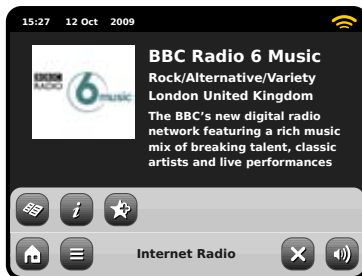 15:27 12 Oct 2009
BBC Radio 6 Music
Rock/Alternative/Variety
London United Kingdom
The BBC's new digital radio
network featuring a rich music
mix of breaking talent, classic
artists and live performances
BBC
RADIO
6 music
i
Internet Radio